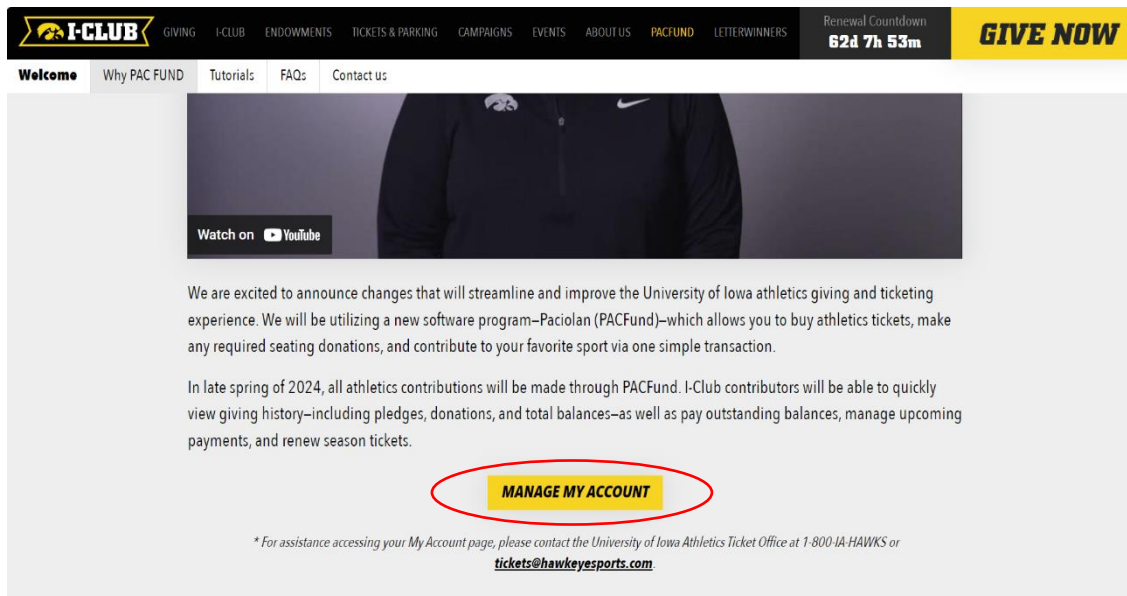 I-CLUB GIVING I-CLUB ENDOWMENTS TICKETS & PARKING CAMPAIGNS EVENTS ABOUT US PACFUND LETTERWINNERS
Renewal Countdown
62d 7h 53m
GIVE NOW
Welcome Why PAC FUND Tutorials FAQs Contact us
Watch on YouTube
We are excited to announce changes that will streamline and improve the University of Iowa athletics giving and ticketing
experience. We will be utilizing a new software program—Paciolan (PACFund)—which allows you to buy athletics tickets, make
any required seating donations, and contribute to your favorite sport via one simple transaction.
In late spring of 2024, all athletics contributions will be made through PACFund. I-Club contributors will be able to quickly
view giving history—including pledges, donations, and total balances—as well as pay outstanding balances, manage upcoming
payments, and renew season tickets.
MANAGE MY ACCOUNT
* For assistance accessing your My Account page, please contact the University of Iowa Athletics Ticket Office at 1-800-IA-HAWKS or
tickets@hawkeyesports.com.